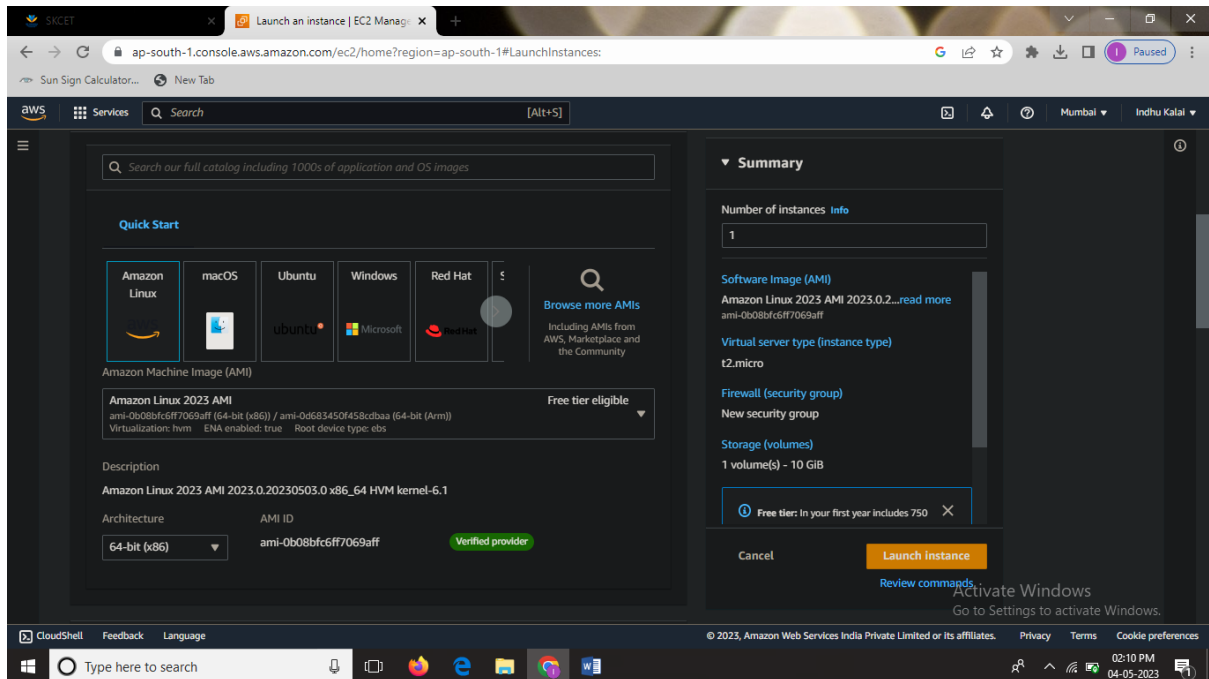 SKCET
Launch an instance | EC2 Manage
ap-south-1.console.aws.amazon.com/ec2/home?region=ap-south-1#LaunchInstances:
Paused
Sun Sign Calculator...
New Tab
aws
Services
Search
[Alt+S]
Mumbai
Indhu Kalai
Search our full catalog including 1000s of application and OS images
Quick Start
Amazon
Linux
aws
macOS
Ubuntu
ubuntu
Windows
Microsoft
Red Hat
Red Hat
S
Browse more AMIs
Including AMIs from
AWS, Marketplace and
the Community
Amazon Machine Image (AMI)
Amazon Linux 2023 AMI
Free tier eligible
ami-0b08bfc6ff7069aff (64-bit (x86)) / ami-0d683450f458cdbaa (64-bit (Arm))
Virtualization: hvm ENA enabled: true Root device type: ebs
Description
Amazon Linux 2023 AMI 2023.0.20230503.0 x86_64 HVM kernel-6.1
Architecture
AMI ID
64-bit (x86)
ami-0b08bfc6ff7069aff
Verified provider
Summary
Number of instances Info
1
Software Image (AMI)
Amazon Linux 2023 AMI 2023.0.2...read more
ami-0b08bfc6ff7069aff
Virtual server type (instance type)
t2.micro
Firewall (security group)
New security group
Storage (volumes)
1 volume(s) - 10 GiB
Free tier: In your first year includes 750
Cancel
Launch instance
Review commands
Activate Windows
Go to Settings to activate Windows.
CloudShell
Feedback
Language
© 2023, Amazon Web Services India Private Limited or its affiliates.
Privacy
Terms
Cookie preferences
Type here to search
02:10 PM
04-05-2023
1